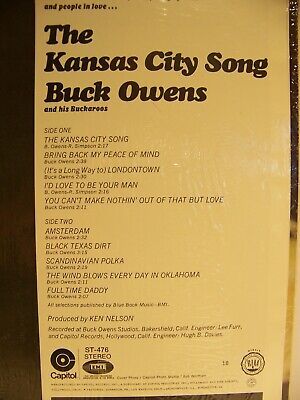 and people in love...
The
Kansas City Song
Buck Owens
and his Buckaroos
SIDE ONE
THE KANSAS CITY SONG
B. Owens-R. Simpson 2:17
BRING BACK MY PEACE OF MIND
Buck Owens 2:38
(It's a Long Way to) LONDONTOWN
Buck Owens 2:30
I'D LOVE TO BE YOUR MAN
B. Owens-R. Simpson 2:16
YOU CAN'T MAKE NOTHIN' OUT OF THAT BUT LOVE
Buck Owens 2:11
SIDE TWO
AMSTERDAM
Buck Owens 2:32
BLACK TEXAS DIRT
Buck Owens 3:15
SCANDINAVIAN POLKA
Buck Owens 2:19
THE WIND BLOWS EVERY DAY IN OKLAHOMA
Buck Owens 2:11
FULL TIME DADDY
Buck Owens 2:07
All selections published by Blue Book Music-BMI.
Produced by KEN NELSON
Recorded at Buck Owens Studios, Bakersfield, Calif. Engineer: Lee Furr,
and Capitol Records, Hollywood, Calif. Engineer: Hugh B. Davies.
Capitol
ST-476
STEREO
EMI